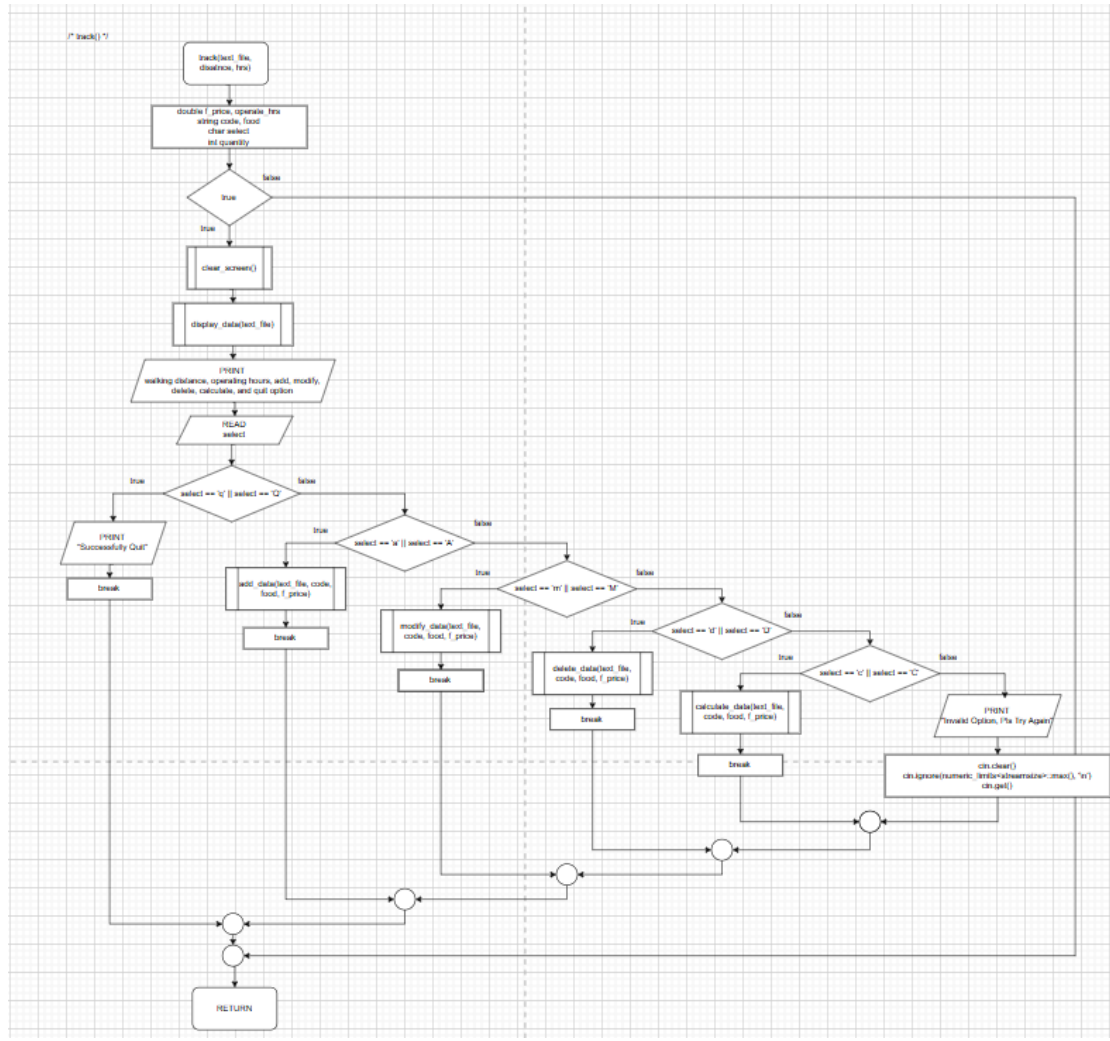 /* track() */
track(text_file,
disatnce, hrs)
double f_price, operate_hrs
string code, food
char select
int quantity
false
true
true
clear_screen()
display_data(text_file)
PRINT
walking distance, operating hours, add, modify,
delete, calculate, and quit option
READ
select
true
false
select == 'q' || select == 'Q'
true
false
select == 'a' || select == 'A'
PRINT
"Successfully Quit"
break
true
false
select == 'm' || select == 'M'
add_data(text_file, code,
food, f_price)
break
true
false
select == 'd' || select == 'D'
modify_data(text_file,
code, food, f_price)
break
true
false
select == 'c' || select == 'C'
delete_data(text_file,
code, food, f_price)
break
calculate_data(text_file,
code, food, f_price)
break
PRINT
"Invalid Option, Pls Try Again"
cin.clear()
cin.ignore(numeric_limits<streamsize>::max(), '\n')
cin.get()
RETURN